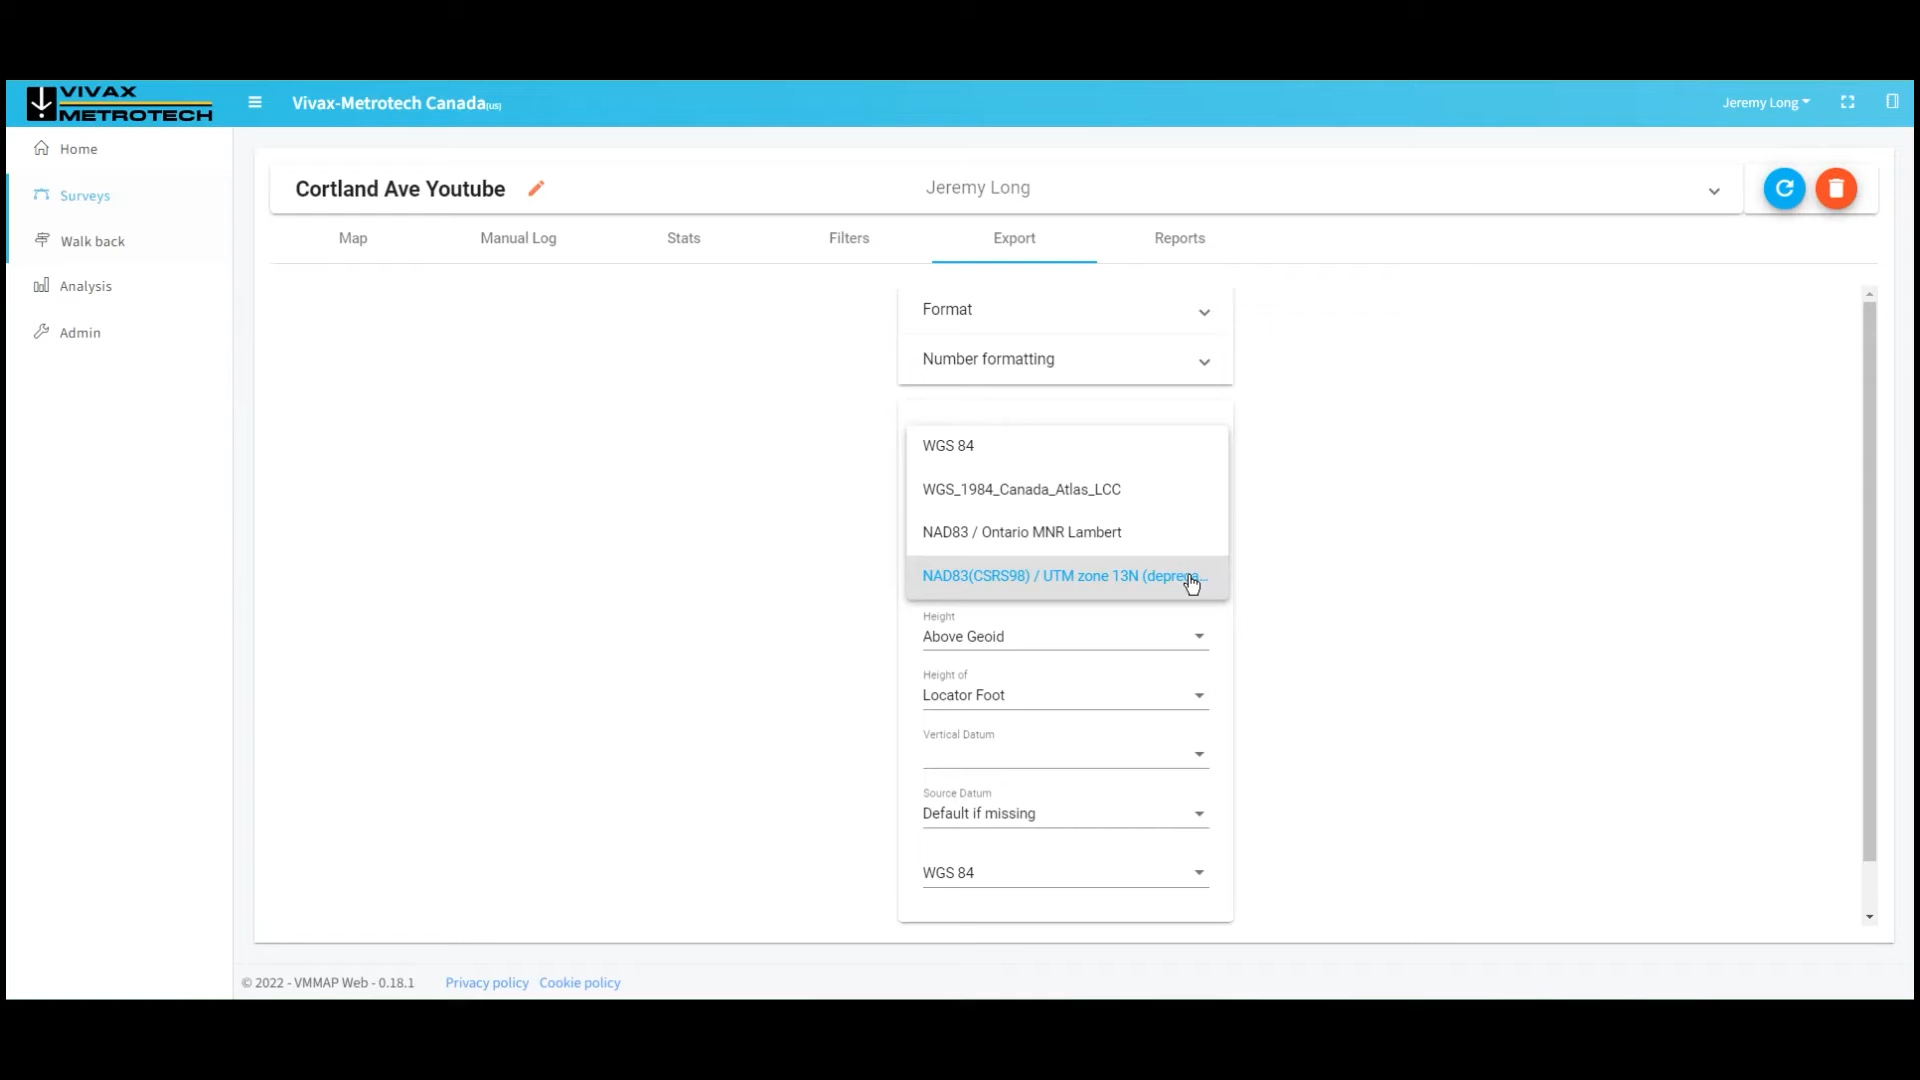 VIVAX
METROTECH
Vivax-Metrotech Canada[US]
Jeremy Long
Home
Surveys
Walk back
Analysis
Admin
Cortland Ave Youtube
Jeremy Long
Map
Manual Log
Stats
Filters
Export
Reports
Format
Number formatting
WGS 84
WGS_1984_Canada_Atlas_LCC
NAD83 / Ontario MNR Lambert
NAD83(CSRS98) / UTM zone 13N (depreca...
Height
Above Geoid
Height of
Locator Foot
Vertical Datum
Source Datum
Default if missing
WGS 84
© 2022 - VMMAP Web - 0.18.1
Privacy policy
Cookie policy